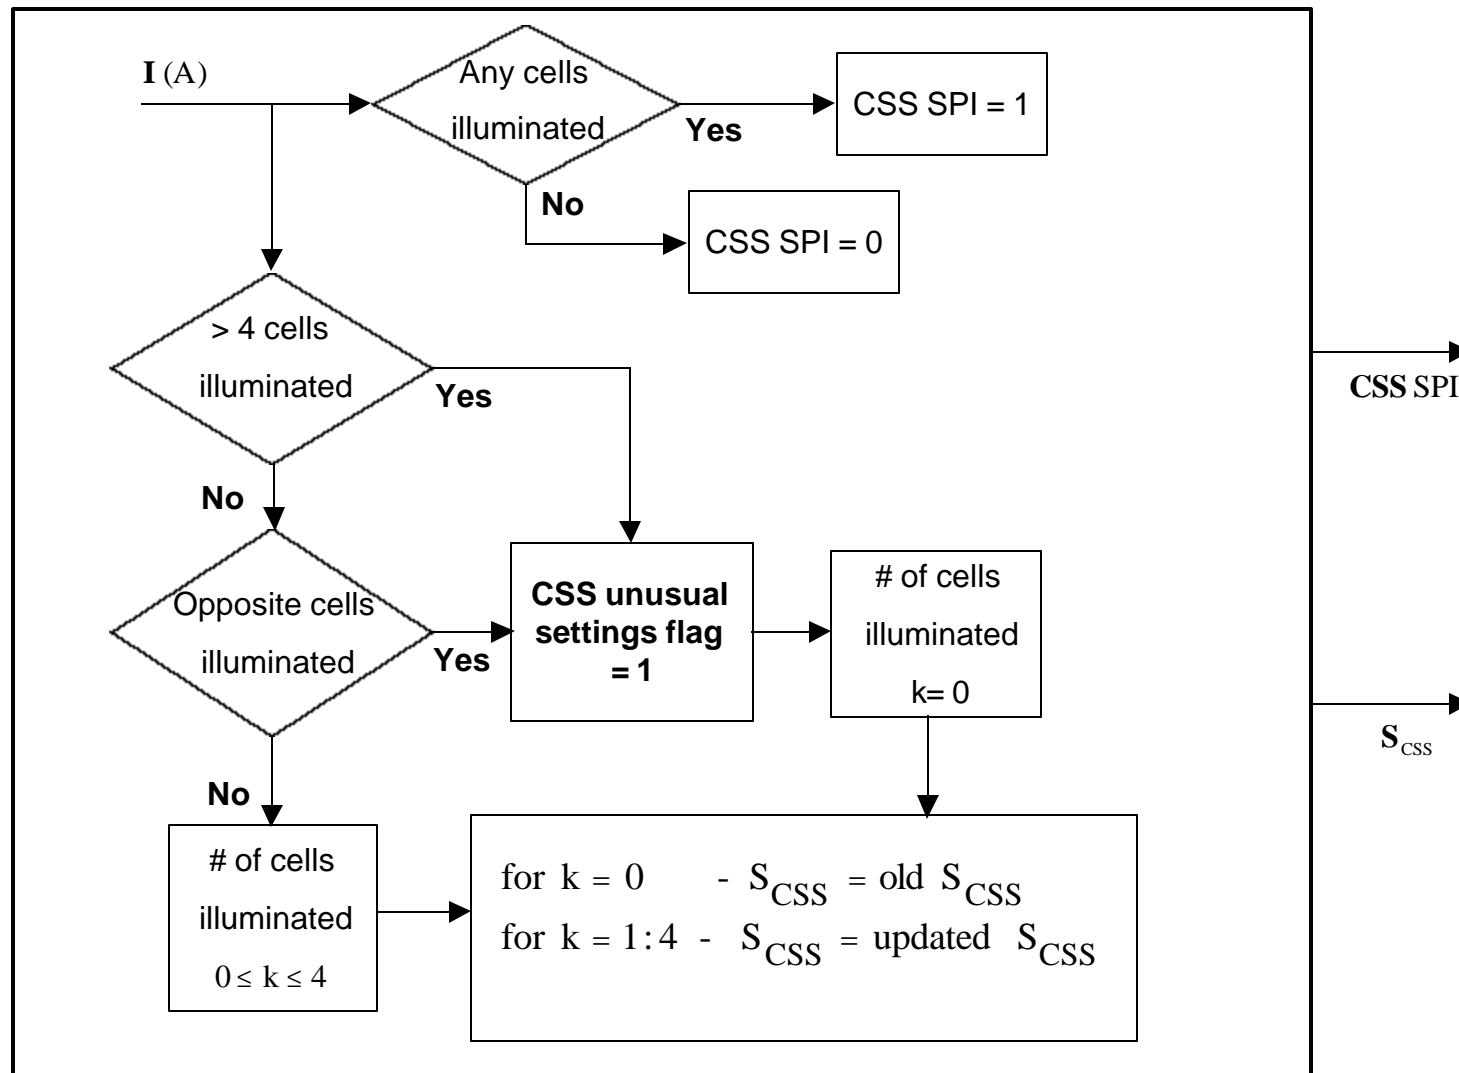 I (A)
Any cells
illuminated
Yes
CSS SPI = 1
No
CSS SPI = 0
> 4 cells
illuminated
Yes
CSS SPI
No
Opposite cells
illuminated
Yes
CSS unusual
settings flag
= 1
# of cells
illuminated
k= 0
S_CSS
No
# of cells
illuminated
0 ≤ k ≤ 4
for k = 0 - S_CSS = old S_CSS
for k = 1:4 - S_CSS = updated S_CSS